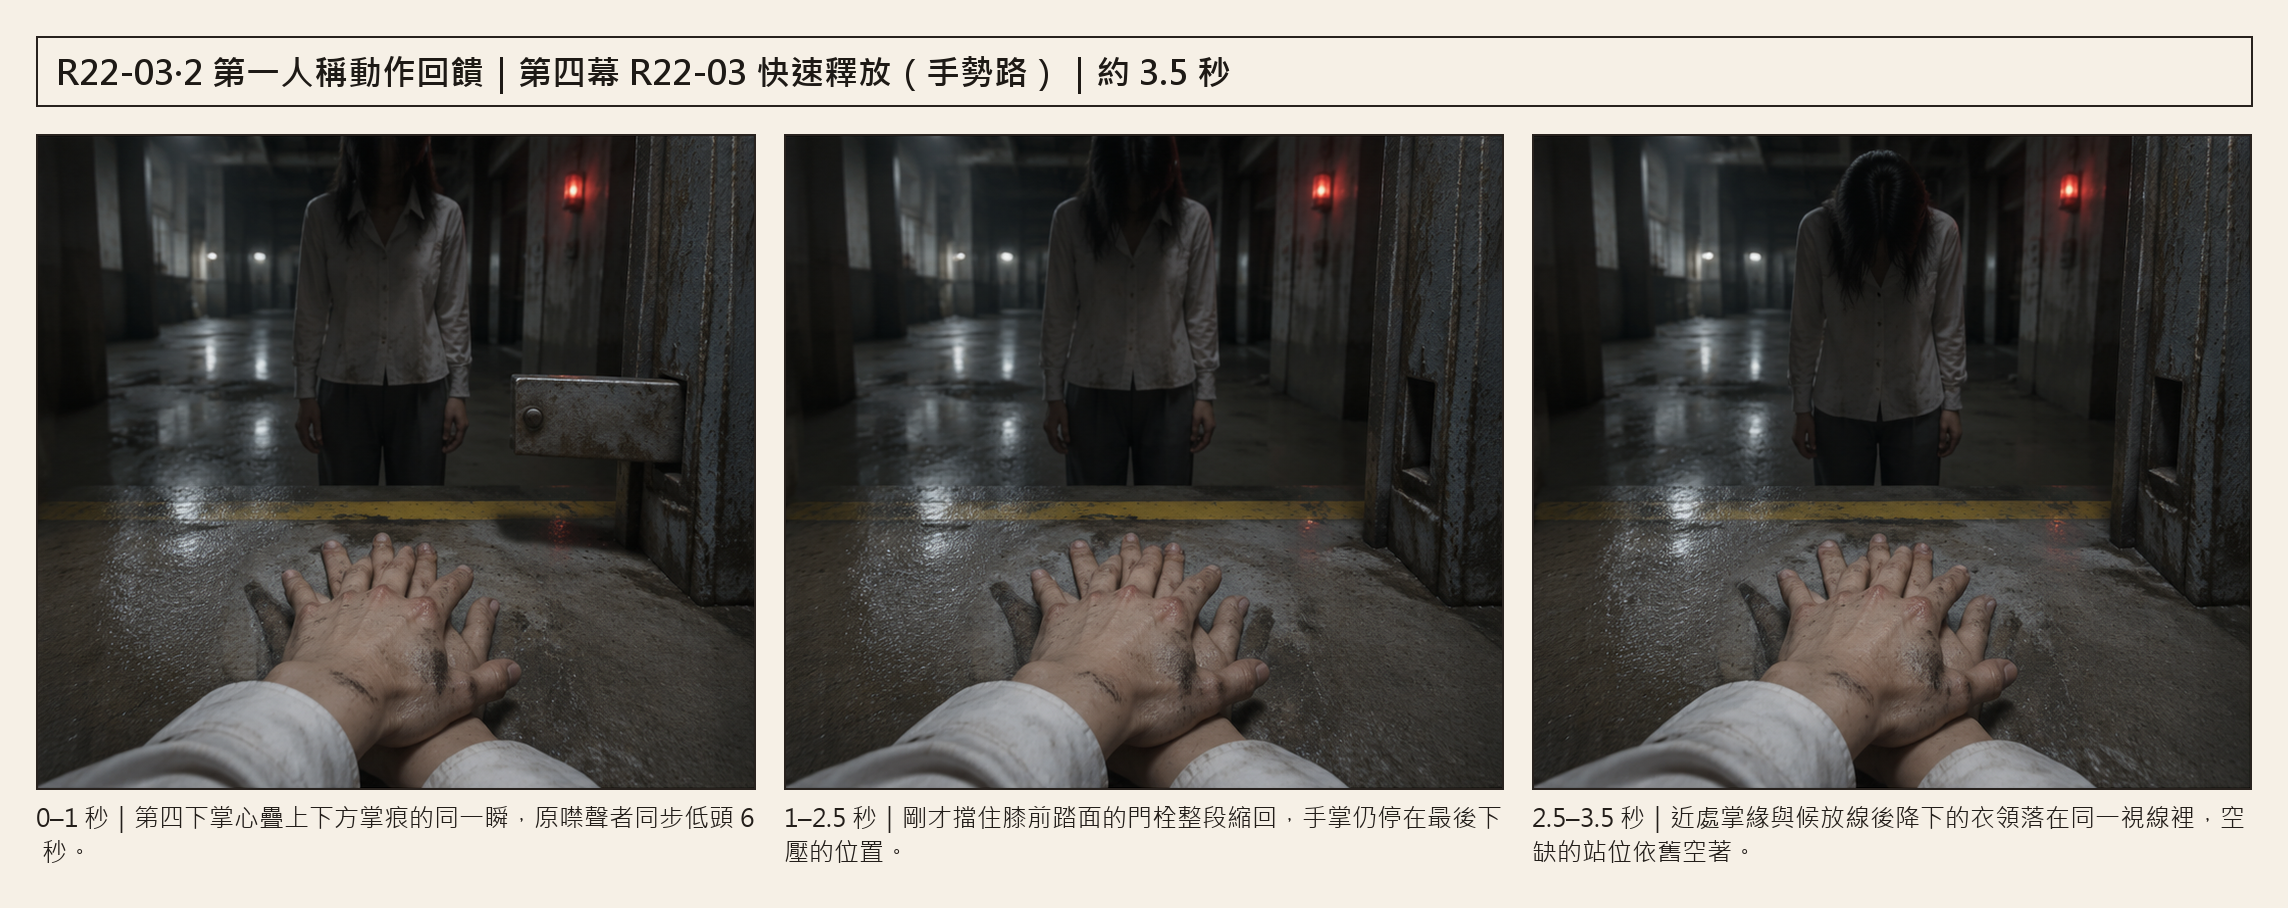 R22-03·2 第一人稱動作回饋｜第四幕 R22-03 快速釋放（手勢路）｜約 3.5 秒
0–1 秒｜第四下掌心疊上下方掌痕的同一瞬，原噤聲者同步低頭 6
秒。
1–2.5 秒｜剛才擋住膝前踏面的門栓整段縮回，手掌仍停在最後下
壓的位置。
2.5–3.5 秒｜近處掌緣與候放線後降下的衣領落在同一視線裡，空
缺的站位依舊空著。